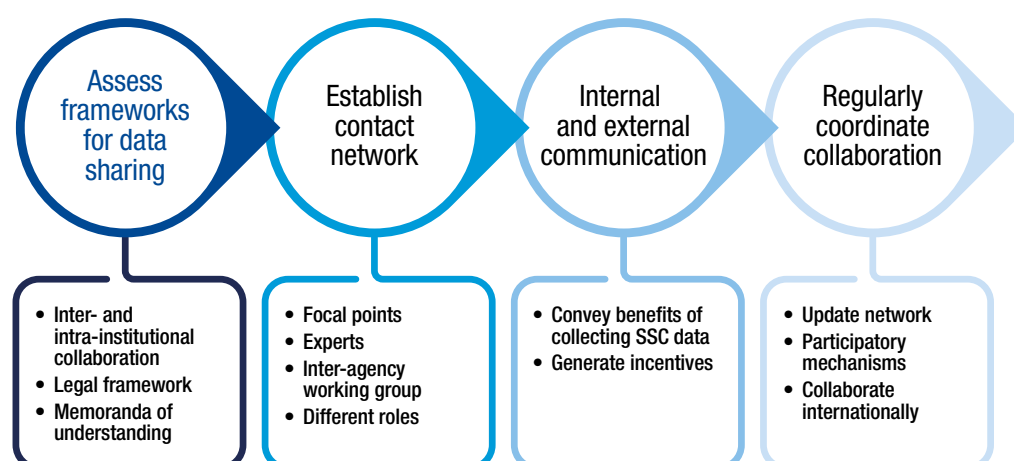 Assess
frameworks
for data
sharing
Establish
contact
network
Internal
and external
communication
Regularly
coordinate
collaboration
• Inter- and
intra-institutional
collaboration
• Legal framework
• Memoranda of
understanding
• Focal points
• Experts
• Inter-agency
working group
• Different roles
• Convey benefits of
collecting SSC data
• Generate incentives
• Update network
• Participatory
mechanisms
• Collaborate
internationally